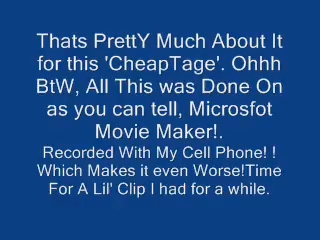 Thats PrettY Much About It
for this 'CheapTage'. Ohhh
BtW, All This was Done On
as you can tell, Microsfot
Movie Maker!.
Recorded With My Cell Phone! !
Which Makes it even Worse!Time
For A Lil' Clip I had for a while.